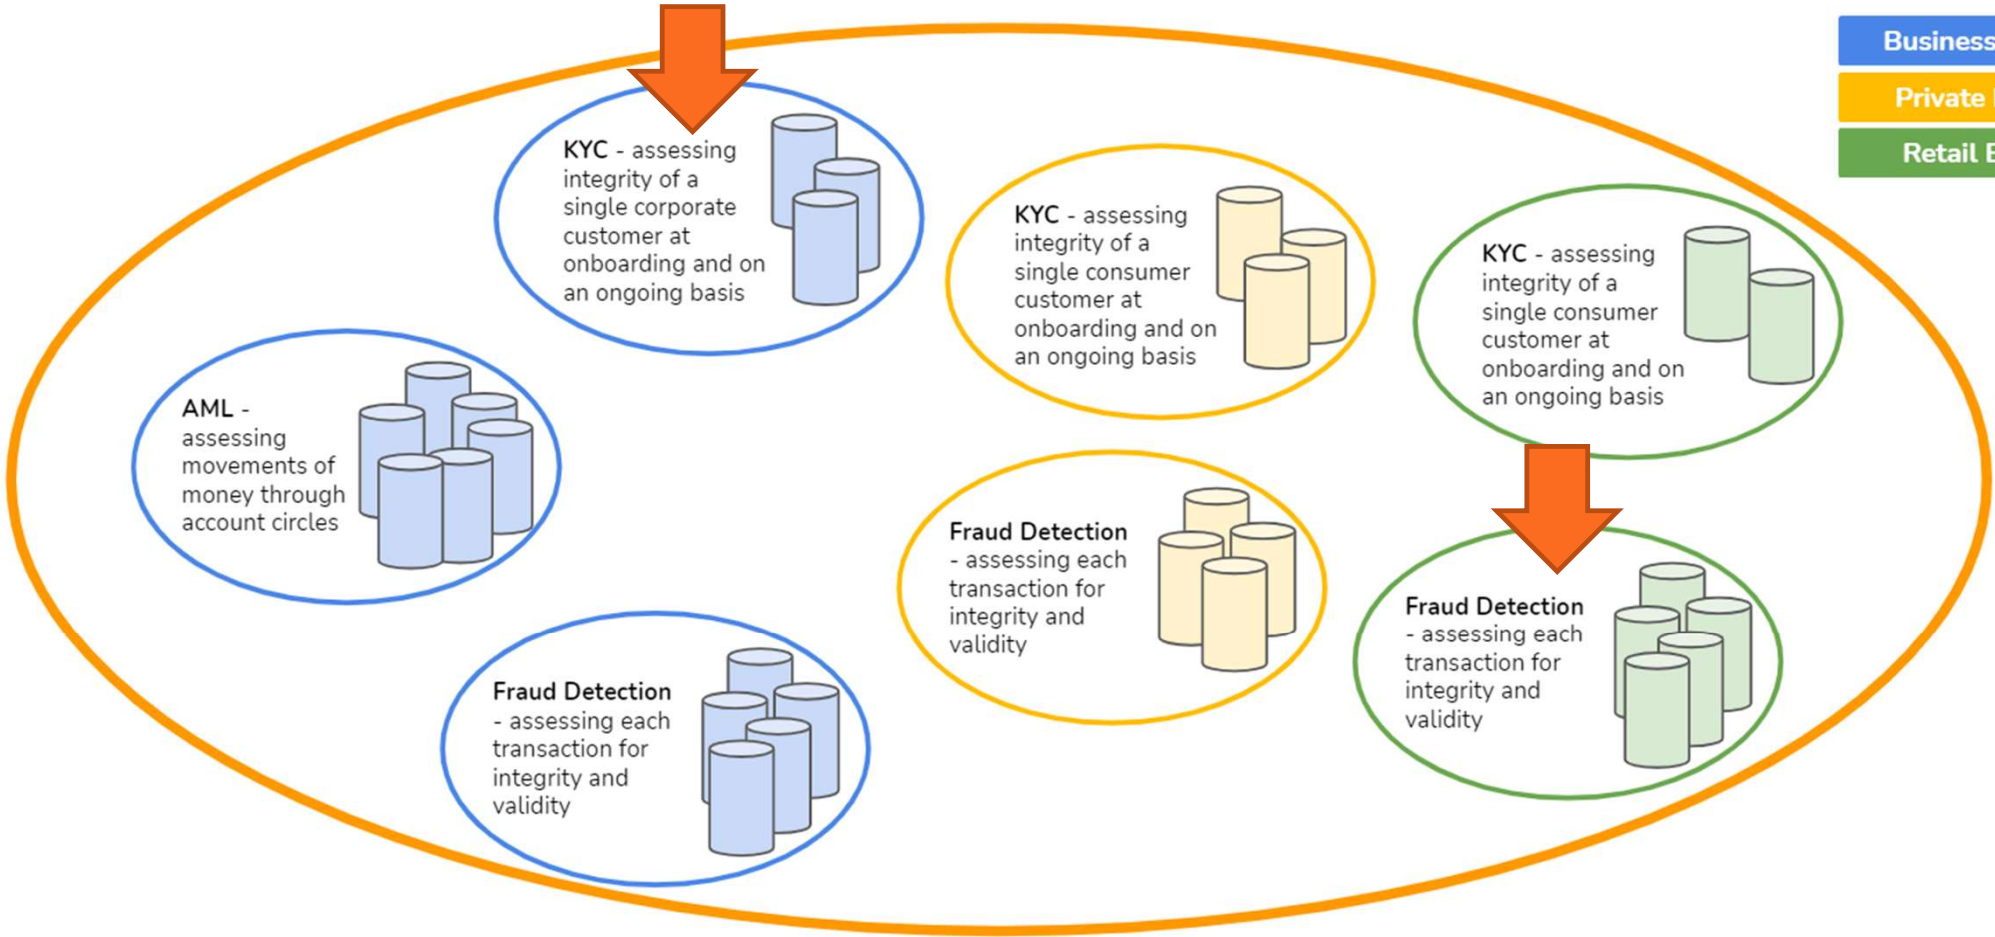 Business
Private
Retail
KYC - assessing
integrity of a
single corporate
customer at
onboarding and on
an ongoing basis
KYC - assessing
integrity of a
single consumer
customer at
onboarding and on
an ongoing basis
KYC - assessing
integrity of a
single consumer
customer at
onboarding and on
an ongoing basis
AML -
assessing
movements of
money through
account circles
Fraud Detection
- assessing each
transaction for
integrity and
validity
Fraud Detection
- assessing each
transaction for
integrity and
validity
Fraud Detection
- assessing each
transaction for
integrity and
validity